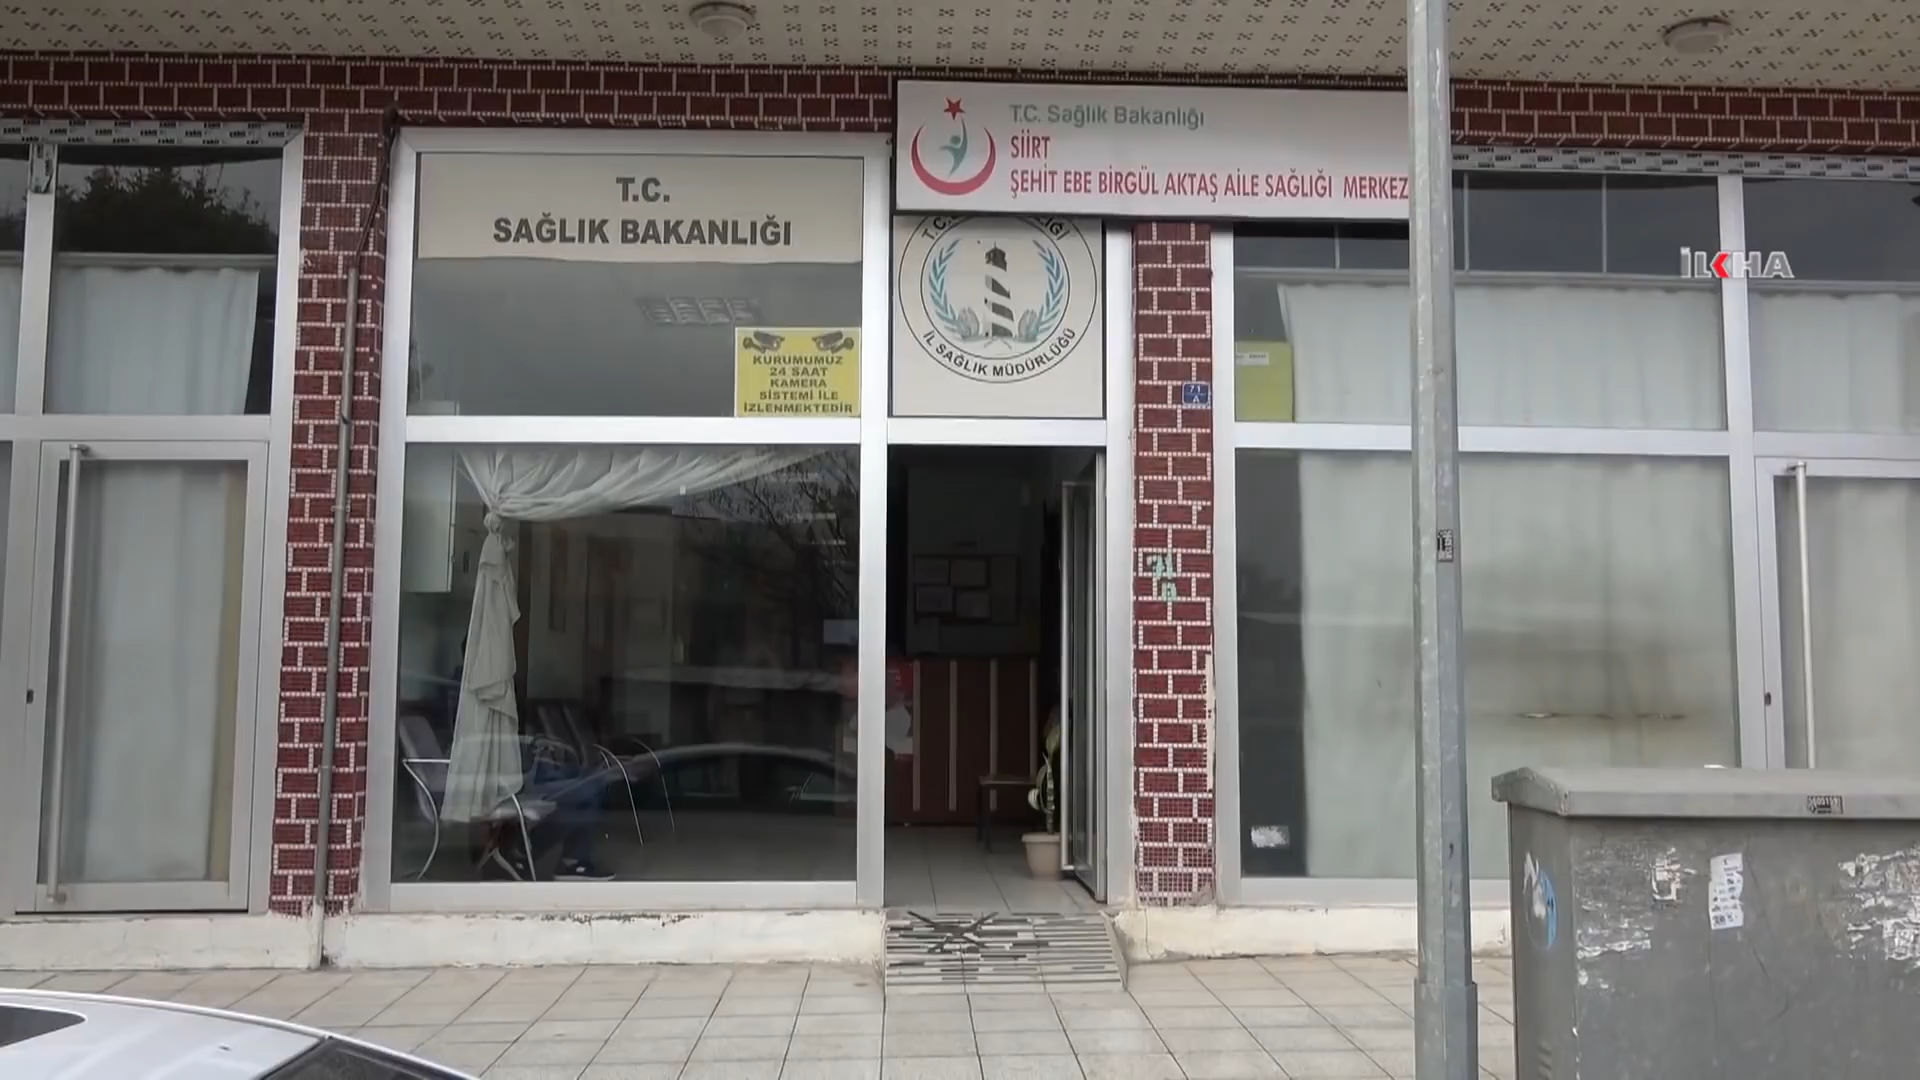 T.C. Sağlık Bakanlığı
SİİRT
ŞEHİT EBE BİRGÜL AKTAŞ AİLE SAĞLIĞI MERKEZ
T.C.
SAĞLIK BAKANLIĞI
İL SAĞLIK MÜDÜRLÜĞÜ
KURUMUMUZ
24 SAAT
KAMERA
SİSTEMİ İLE
İZLENMEKTEDİR
71
A
İLKHA